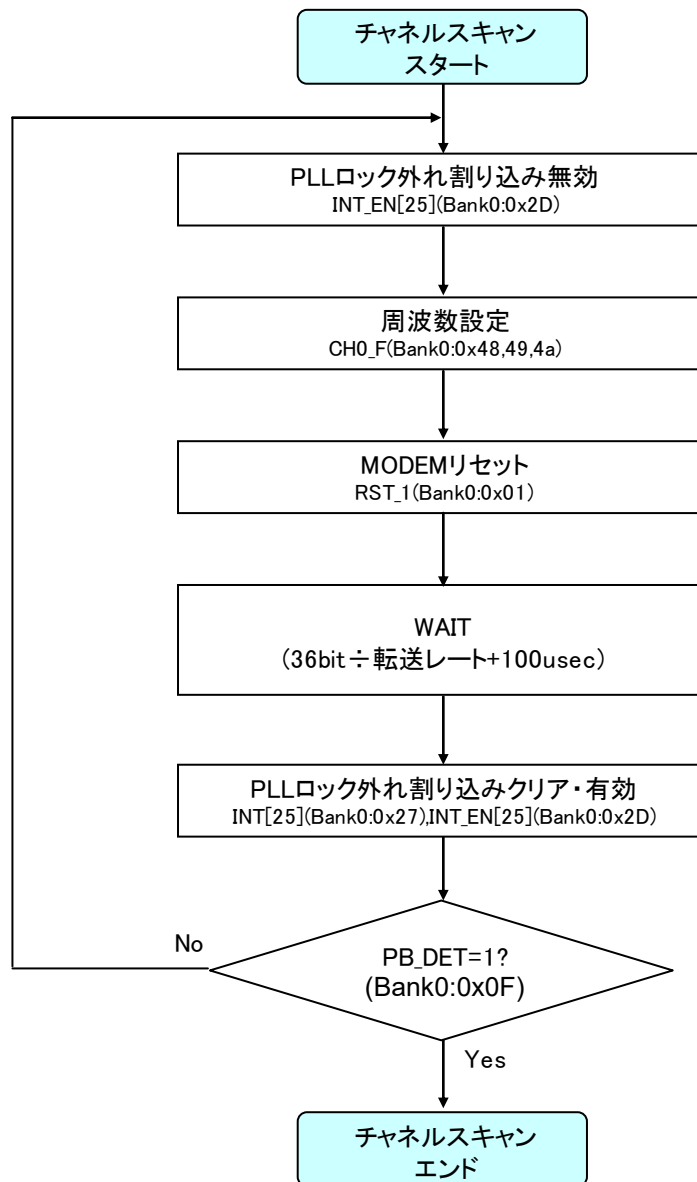 チャネルスキャン
スタート
PLLロック外れ割り込み無効
INT_EN[25](Bank0:0x2D)
周波数設定
CH0_F(Bank0:0x48,49,4a)
MODEMリセット
RST_1(Bank0:0x01)
WAIT
(36bit÷転送レート+100usec)
PLLロック外れ割り込みクリア・有効
INT[25](Bank0:0x27),INT_EN[25](Bank0:0x2D)
No
PB_DET=1?
(Bank0:0x0F)
Yes
チャネルスキャン
エンド